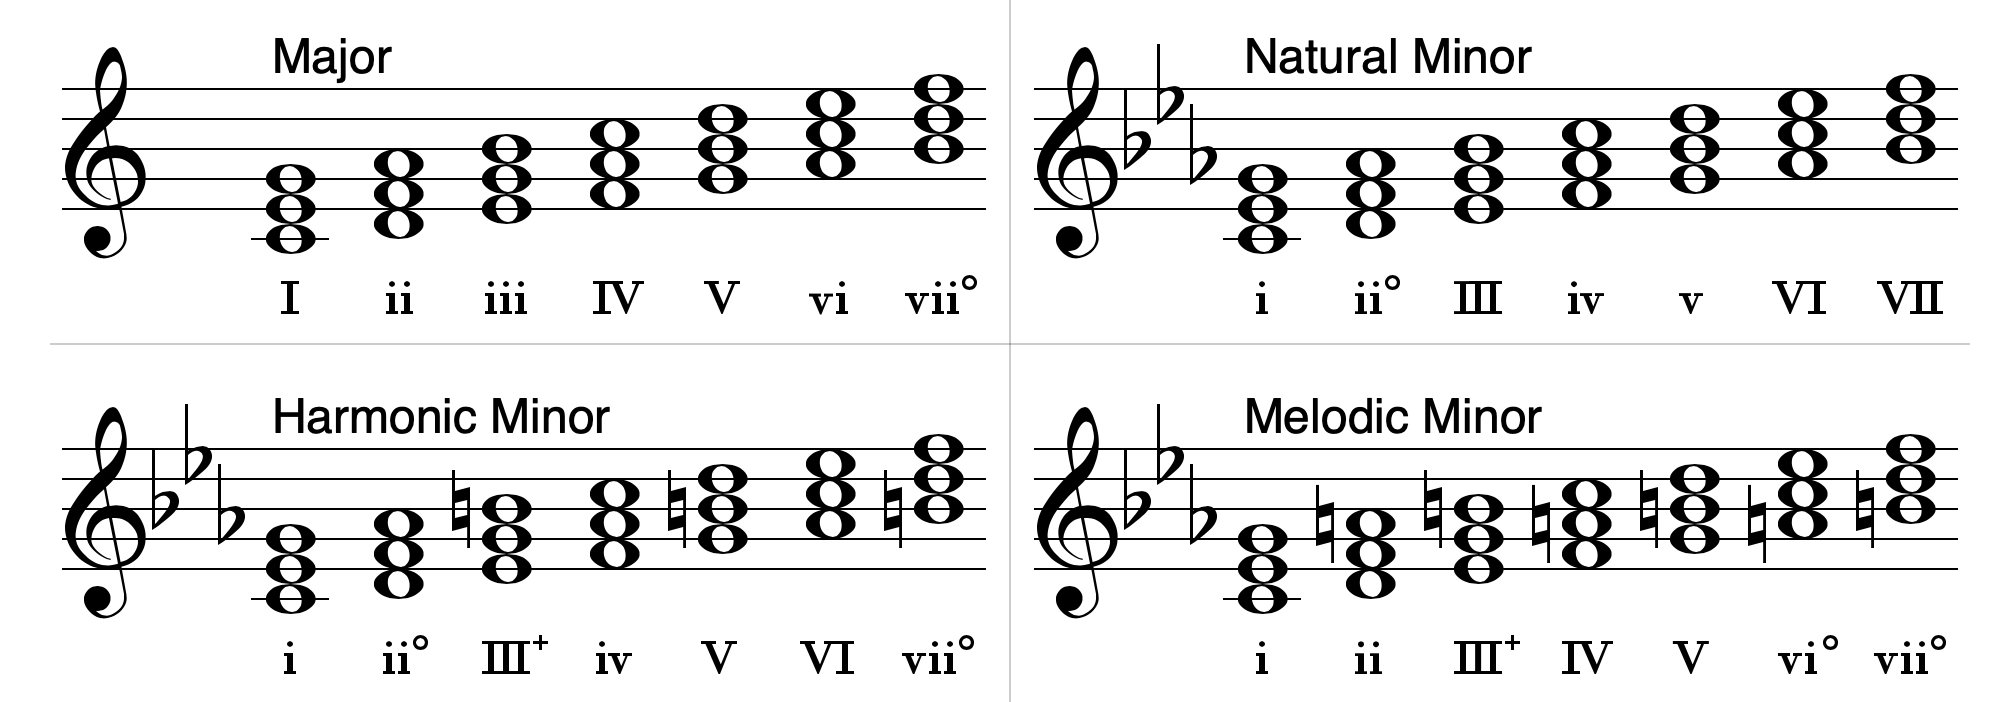 Major
I ii iii IV V vi vii°
Natural Minor
i ii° III iv v VI VII
Harmonic Minor
i ii° III+ iv V VI vii°
Melodic Minor
i ii III+ IV V vi° vii°